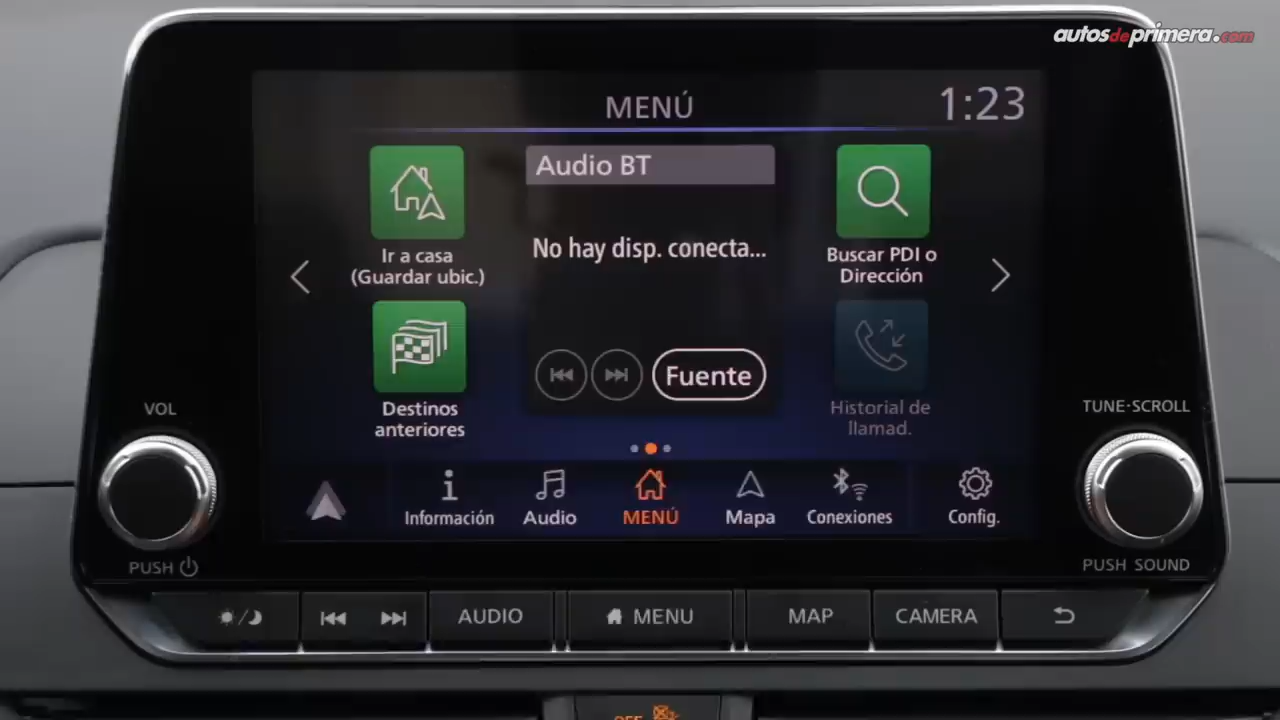 autosdeprimera.com
MENÚ
1:23
Ir a casa
(Guardar ubic.)
Audio BT
No hay disp. conecta...
Fuente
Buscar PDI o
Dirección
Destinos
anteriores
Historial de
llamad.
Información
Audio
MENÚ
Mapa
Conexiones
Config.
VOL
PUSH
TUNE·SCROLL
PUSH SOUND
AUDIO
MENU
MAP
CAMERA
OFF